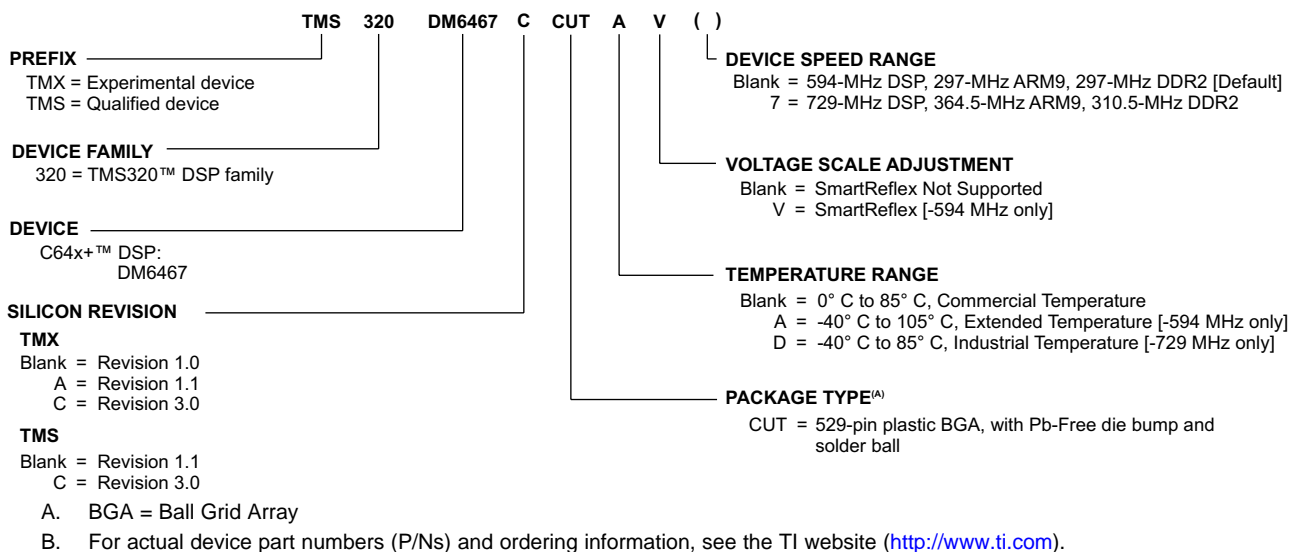 TMS 320 DM6467 C CUT A V ( )
PREFIX
TMX = Experimental device
TMS = Qualified device
DEVICE FAMILY
320 = TMS320™ DSP family
DEVICE
C64x+™ DSP:
DM6467
SILICON REVISION
TMX
Blank = Revision 1.0
A = Revision 1.1
C = Revision 3.0
TMS
Blank = Revision 1.1
C = Revision 3.0
DEVICE SPEED RANGE
Blank = 594-MHz DSP, 297-MHz ARM9, 297-MHz DDR2 [Default]
7 = 729-MHz DSP, 364.5-MHz ARM9, 310.5-MHz DDR2
VOLTAGE SCALE ADJUSTMENT
Blank = SmartReflex Not Supported
V = SmartReflex [-594 MHz only]
TEMPERATURE RANGE
Blank = 0° C to 85° C, Commercial Temperature
A = -40° C to 105° C, Extended Temperature [-594 MHz only]
D = -40° C to 85° C, Industrial Temperature [-729 MHz only]
PACKAGE TYPE(A)
CUT = 529-pin plastic BGA, with Pb-Free die bump and
solder ball
A. BGA = Ball Grid Array
B. For actual device part numbers (P/Ns) and ordering information, see the TI website (http://www.ti.com).